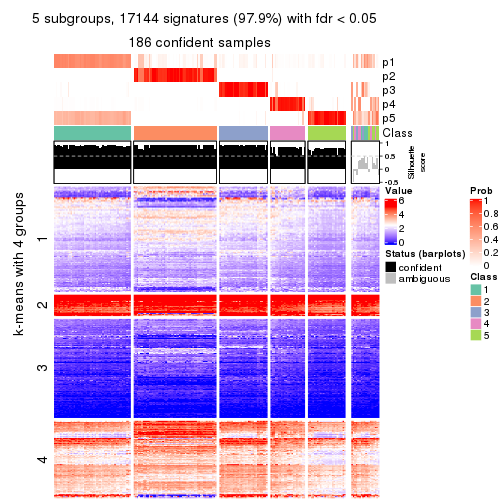 5 subgroups, 17144 signatures (97.9%) with fdr < 0.05
186 confident samples
p1
p2
p3
p4
p5
Class
1
0.5
0
-0.5
Silhouette
score
k-means with 4 groups
1
2
3
4
Value
6
4
2
0
Status (barplots)
confident
ambiguous
Prob
1
0.8
0.6
0.4
0.2
0
Class
1
2
3
4
5